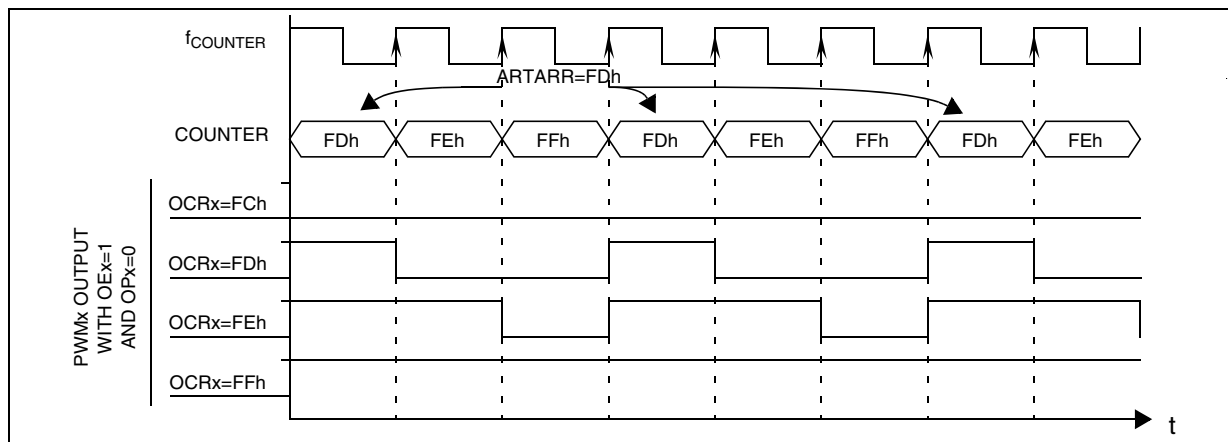 fCOUNTER
ARTARR=FDh
COUNTER
FDh FEh FFh FDh FEh FFh FDh FEh
PWMx OUTPUT
WITH OEx=1
AND OPx=0
OCRx=FCh
OCRx=FDh
OCRx=FEh
OCRx=FFh
t